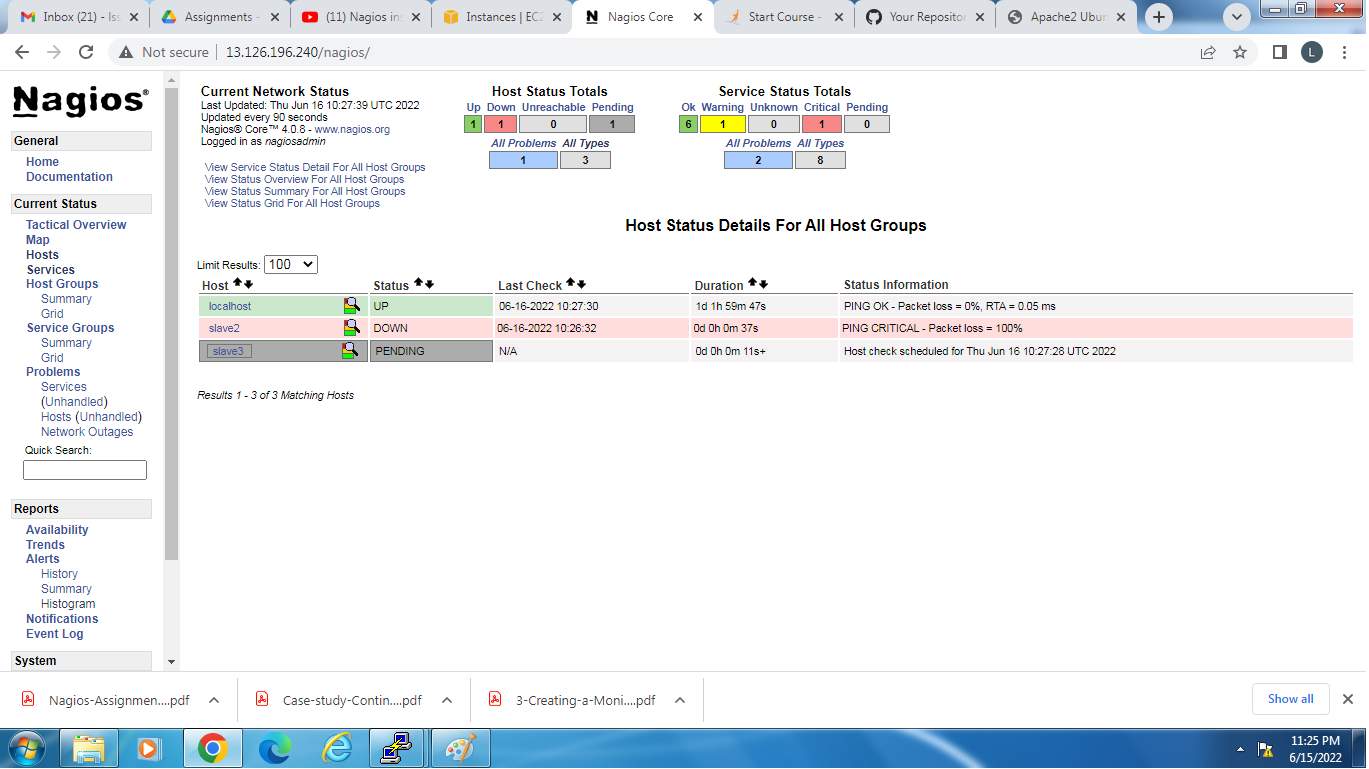 Inbox (21) - Iss
Assignments -
(11) Nagios ins
Instances | EC2
Nagios Core
Start Course -
Your Reposito
Apache2 Ubun
Not secure
13.126.196.240/nagios/
L
Nagios®
General
Home
Documentation
Current Status
Tactical Overview
Map
Hosts
Services
Host Groups
Summary
Grid
Service Groups
Summary
Grid
Problems
Services
(Unhandled)
Hosts (Unhandled)
Network Outages
Quick Search:
Reports
Availability
Trends
Alerts
History
Summary
Histogram
Notifications
Event Log
System
Current Network Status
Last Updated: Thu Jun 16 10:27:39 UTC 2022
Updated every 90 seconds
Nagios® Core™ 4.0.8 - www.nagios.org
Logged in as nagiosadmin
View Service Status Detail For All Host Groups
View Status Overview For All Host Groups
View Status Summary For All Host Groups
View Status Grid For All Host Groups
Host Status Totals
Up Down Unreachable Pending
1 1 0 1
All Problems All Types
1 3
Service Status Totals
Ok Warning Unknown Critical Pending
6 1 0 1 0
All Problems All Types
2 8
Host Status Details For All Host Groups
Limit Results: 100
Host Status Last Check Duration Status Information
localhost UP 06-16-2022 10:27:30 1d 1h 59m 47s PING OK - Packet loss = 0%, RTA = 0.05 ms
slave2 DOWN 06-16-2022 10:26:32 0d 0h 0m 37s PING CRITICAL - Packet loss = 100%
slave3 PENDING N/A 0d 0h 0m 11s+ Host check scheduled for Thu Jun 16 10:27:28 UTC 2022
Results 1 - 3 of 3 Matching Hosts
Nagios-Assignmen....pdf
Case-study-Contin....pdf
3-Creating-a-Moni....pdf
Show all
11:25 PM
6/15/2022